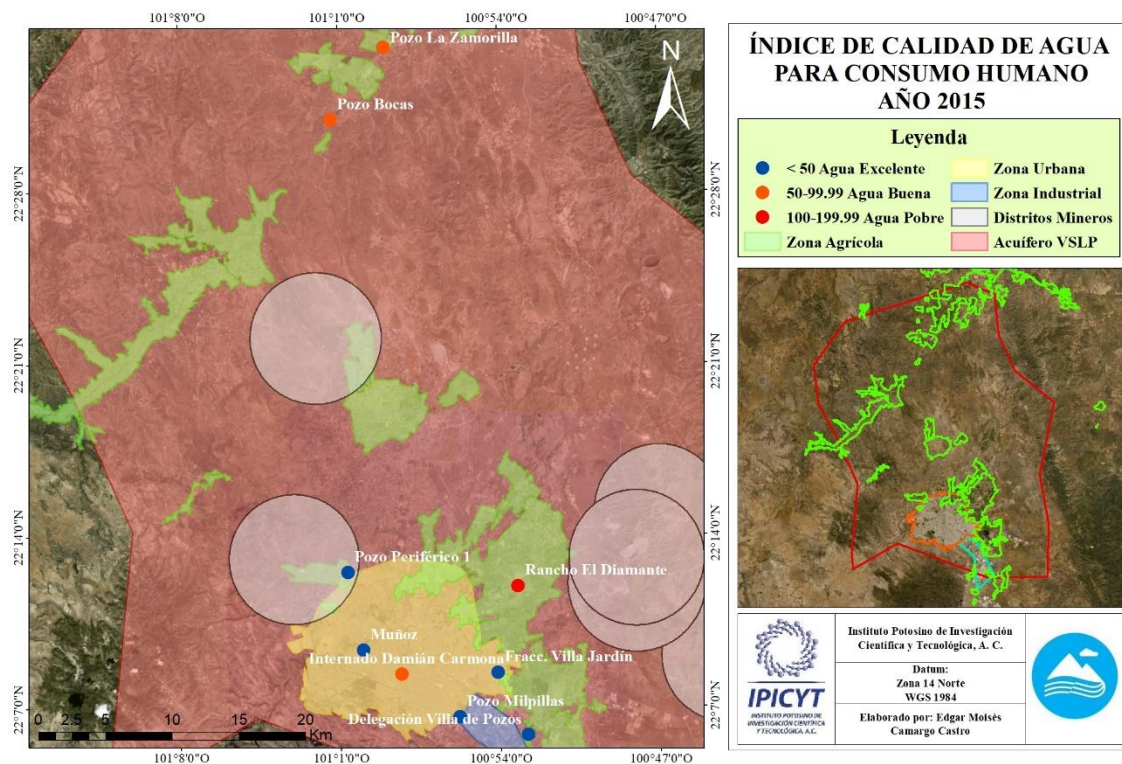 101°8'0"W
101°1'0"W
100°54'0"W
100°47'0"W
Pozo La Zamorilla
N
Pozo Bocas
22°28'0"N
22°28'0"N
22°21'0"N
22°21'0"N
22°14'0"N
22°14'0"N
Pozo Periférico 1
Rancho El Diamante
Muñoz
Internado Damián Carmona
Fracc. Villa Jardín
Pozo Milpillas
22°7'0"N
22°7'0"N
Delegación Villa de Pozos
0 2.5 5 10 15 20
Km
101°8'0"W
101°1'0"W
100°54'0"W
100°47'0"W
ÍNDICE DE CALIDAD DE AGUA
PARA CONSUMO HUMANO
AÑO 2015
Leyenda
< 50 Agua Excelente
50-99.99 Agua Buena
100-199.99 Agua Pobre
Zona Agrícola
Zona Urbana
Zona Industrial
Distritos Mineros
Acuífero VSLP
IPICYT
INSTITUTO POTOSINO DE
INVESTIGACIÓN CIENTÍFICA
Y TECNOLÓGICA, A.C.
Instituto Potosino de Investigación
Científica y Tecnológica, A. C.
Datum:
Zona 14 Norte
WGS 1984
Elaborado por: Edgar Moisés
Camargo Castro